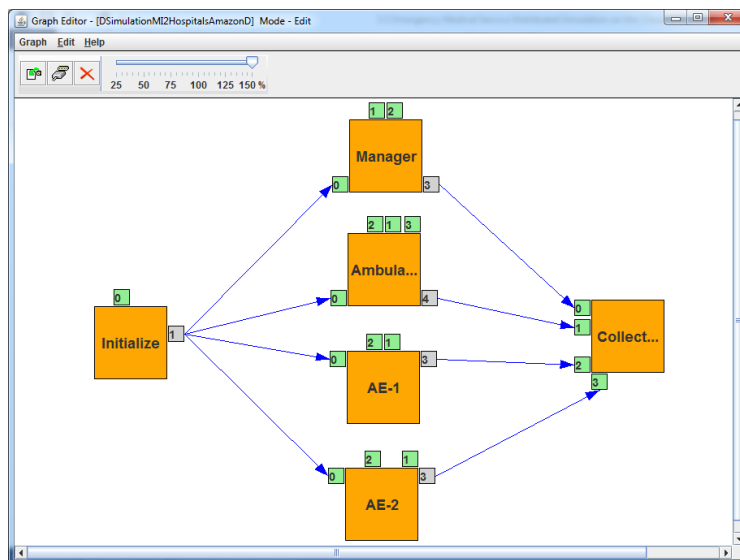 Graph Editor - [DSimulationMI2HospitalsAmazonD] Mode - Edit
Graph Edit Help
25 50 75 100 125 150 %
1 2
Manager
0 3
2 1 3
Ambula...
0 4
0
Initialize
1
0
1
Collect...
2
3
2 1
0 3
AE-1
2 1
0 3
AE-2